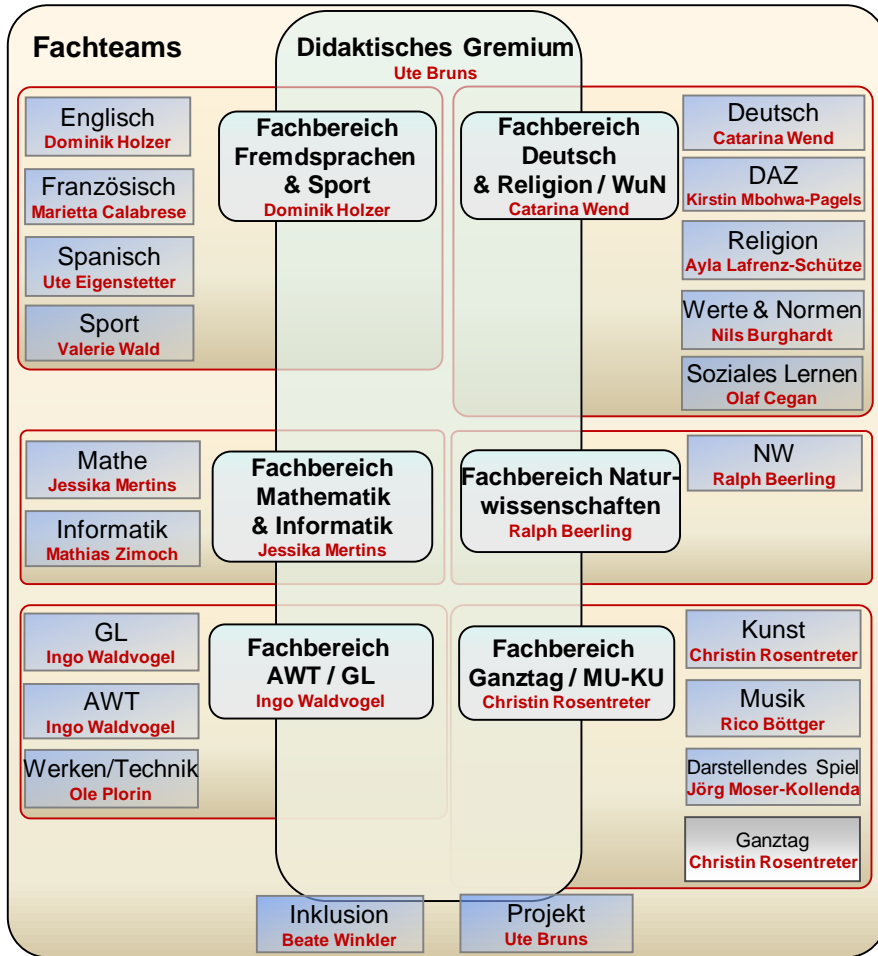 Fachteams
Didaktisches Gremium
Ute Bruns
Englisch
Dominik Holzer
Französisch
Marietta Calabrese
Spanisch
Ute Eigenstetter
Sport
Valerie Wald
Fachbereich
Fremdsprachen
& Sport
Dominik Holzer
Fachbereich
Deutsch
& Religion / WuN
Catarina Wend
Deutsch
Catarina Wend
DAZ
Kirstin Mbohwa-Pagels
Religion
Ayla Lafrenz-Schütze
Werte & Normen
Nils Burghardt
Soziales Lernen
Olaf Cegan
Mathe
Jessika Mertins
Informatik
Mathias Zimoch
Fachbereich
Mathematik
& Informatik
Jessika Mertins
Fachbereich Natur-
wissenschaften
Ralph Beerling
NW
Ralph Beerling
GL
Ingo Waldvogel
AWT
Ingo Waldvogel
Werken/Technik
Ole Plorin
Fachbereich
AWT / GL
Ingo Waldvogel
Fachbereich
Ganztag / MU-KU
Christin Rosentreter
Kunst
Christin Rosentreter
Musik
Rico Böttger
Darstellendes Spiel
Jörg Moser-Kollenda
Ganztag
Christin Rosentreter
Inklusion
Beate Winkler
Projekt
Ute Bruns